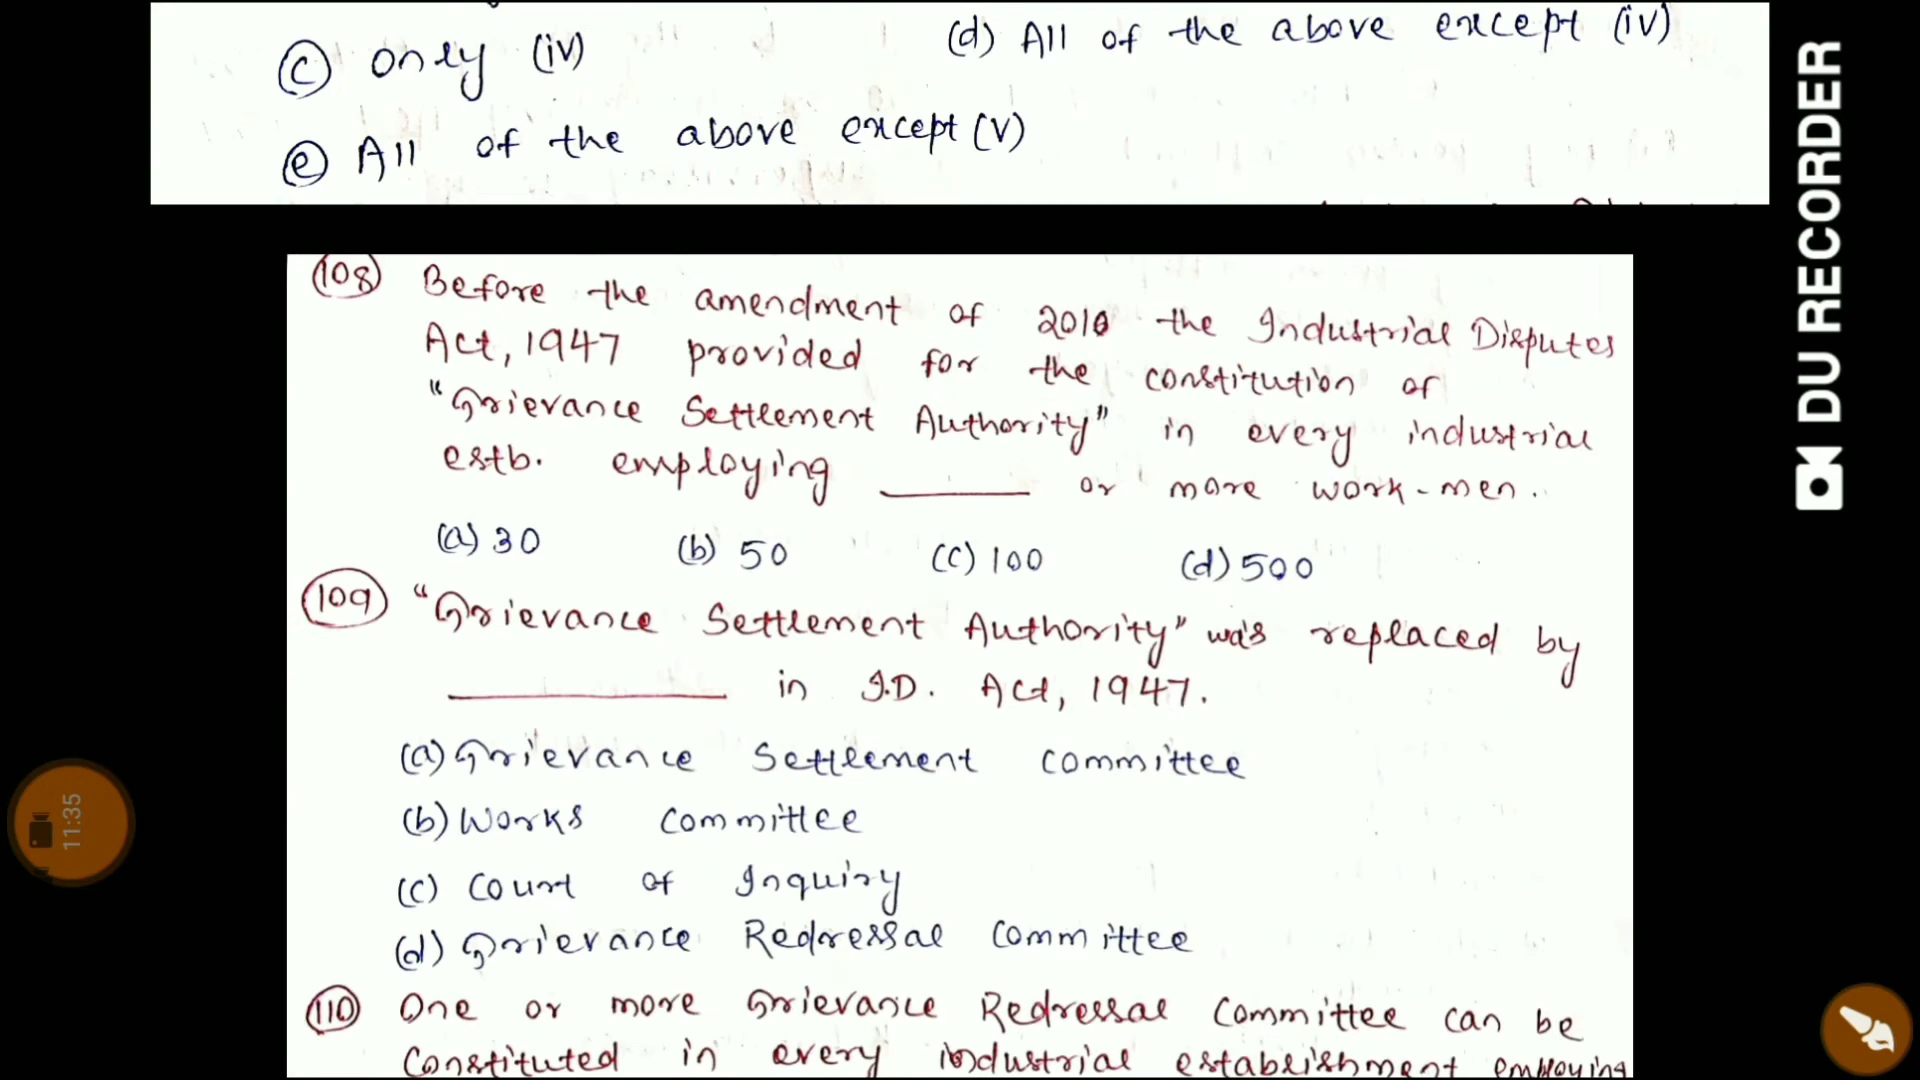 (c) only (iv)
(d) All of the above except (iv)
(e) All of the above except (v)
(108) Before the amendment of 2010 the Industrial Disputes
Act, 1947 provided for the constitution of
"Grievance Settlement Authority" in every industrial
estb. employing ______ or more work-men.
(a) 30 (b) 50 (c) 100 (d) 500
(109) "Grievance Settlement Authority" was replaced by
______ in I.D. Act, 1947.
(a) Grievance Settlement committee
(b) Works committee
(c) Court of Inquiry
(d) Grievance Redressal Committee
(110) One or more Grievance Redressal Committee can be
Constituted in every industrial establishment employing
DU RECORDER
11:35